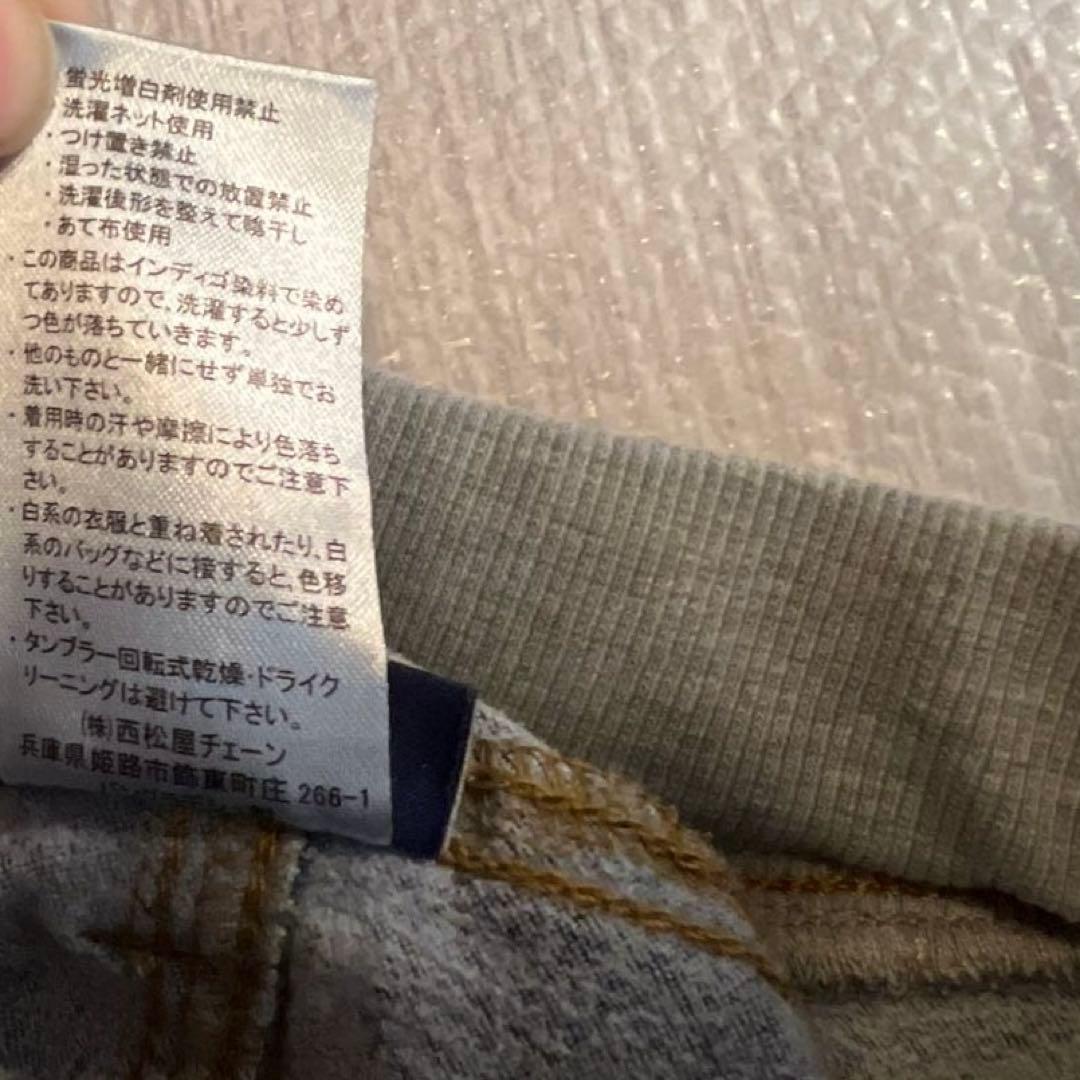 蛍光増白剤使用禁止
洗濯ネット使用
・つけ置き禁止
・湿った状態での放置禁止
・洗濯後形を整えて陰干し
・あて布使用
・この商品はインディゴ染料で染め
てありますので、洗濯すると少しず
つ色が落ちていきます。
・他のものと一緒にせず単独でお
洗い下さい。
・着用時の汗や摩擦により色落ち
することがありますのでご注意下
さい。
・白系の衣服と重ね着されたり、白
系のバッグなどに接すると、色移
りすることがありますのでご注意
下さい。
・タンブラー回転式乾燥・ドライク
リーニングは避けて下さい。
(株)西松屋チェーン
兵庫県姫路市飾東町庄 266-1